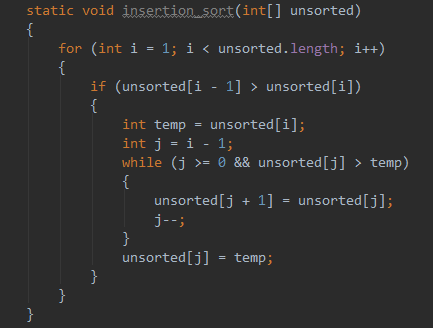 static void insertion_sort(int[] unsorted)
{
    for (int i = 1; i < unsorted.length; i++)
    {
        if (unsorted[i - 1] > unsorted[i])
        {
            int temp = unsorted[i];
            int j = i - 1;
            while (j >= 0 && unsorted[j] > temp)
            {
                unsorted[j + 1] = unsorted[j];
                j--;
            }
            unsorted[j] = temp;
        }
    }
}